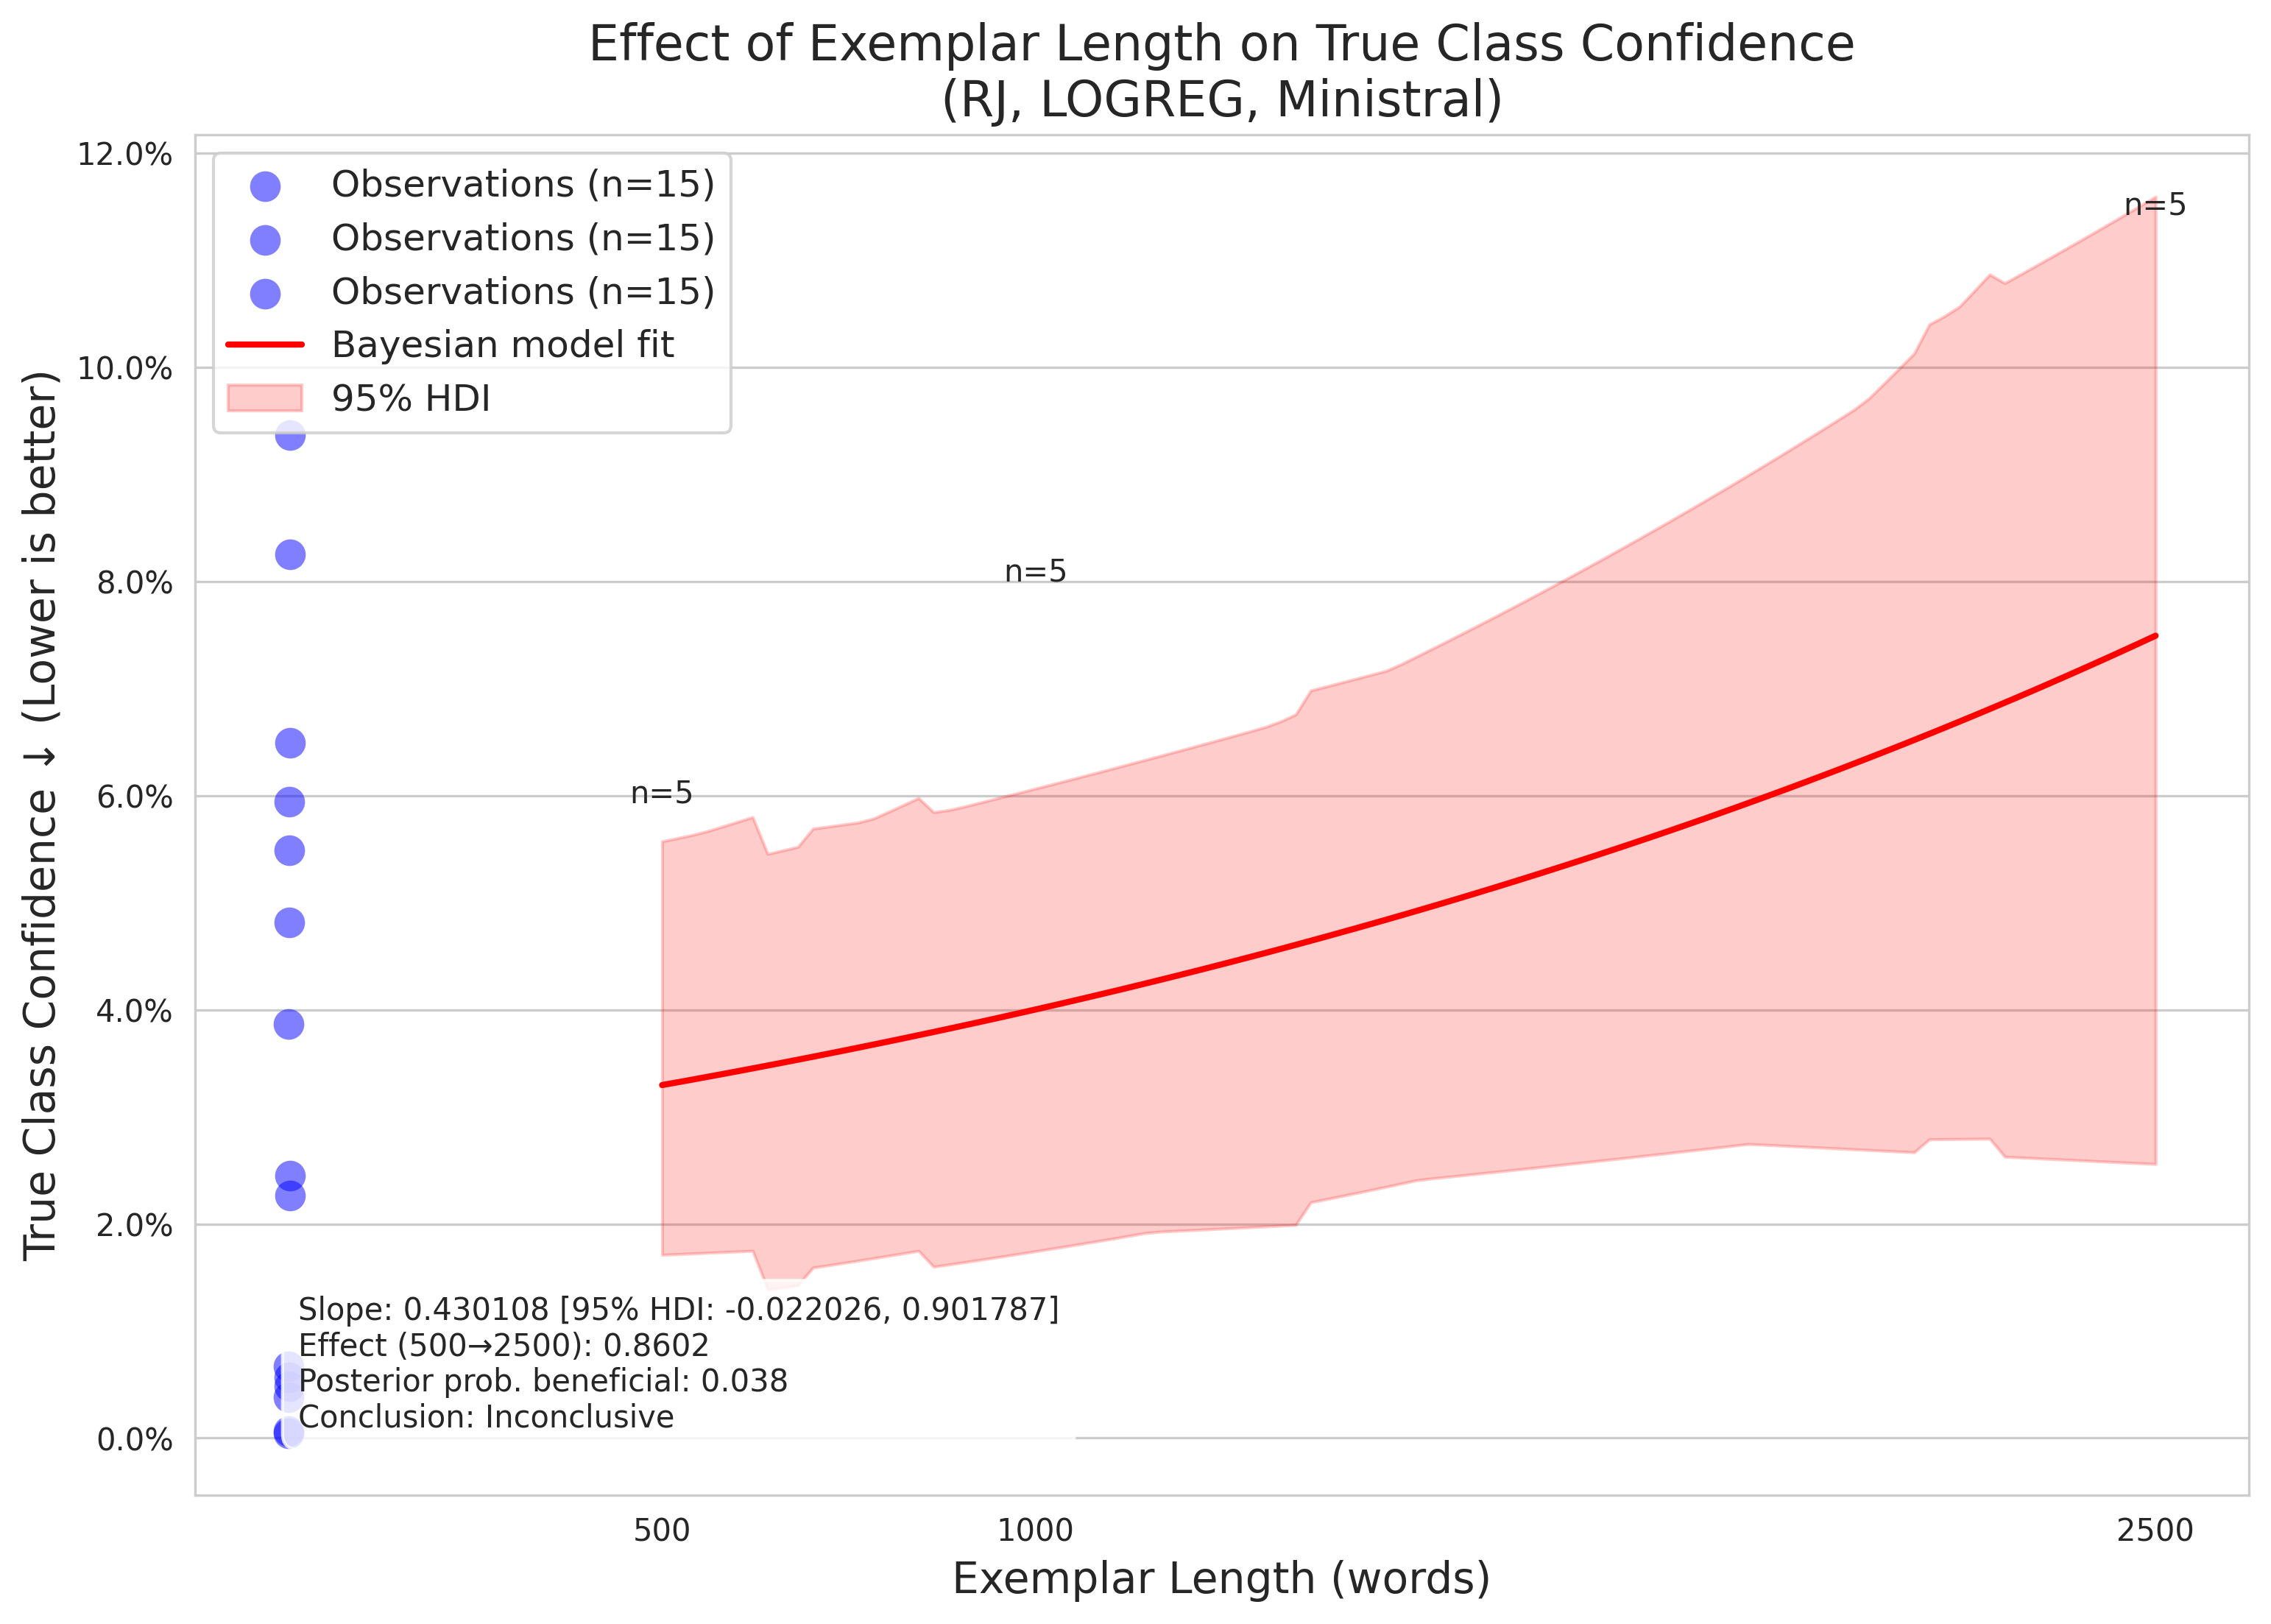 Effect of Exemplar Length on True Class Confidence
(RJ, LOGREG, Ministral)
True Class Confidence ↓ (Lower is better)
12.0%
10.0%
8.0%
6.0%
4.0%
2.0%
0.0%
Observations (n=15)
Observations (n=15)
Observations (n=15)
Bayesian model fit
95% HDI
n=5
n=5
n=5
Slope: 0.430108 [95% HDI: -0.022026, 0.901787]
Effect (500→2500): 0.8602
Posterior prob. beneficial: 0.038
Conclusion: Inconclusive
500
1000
2500
Exemplar Length (words)